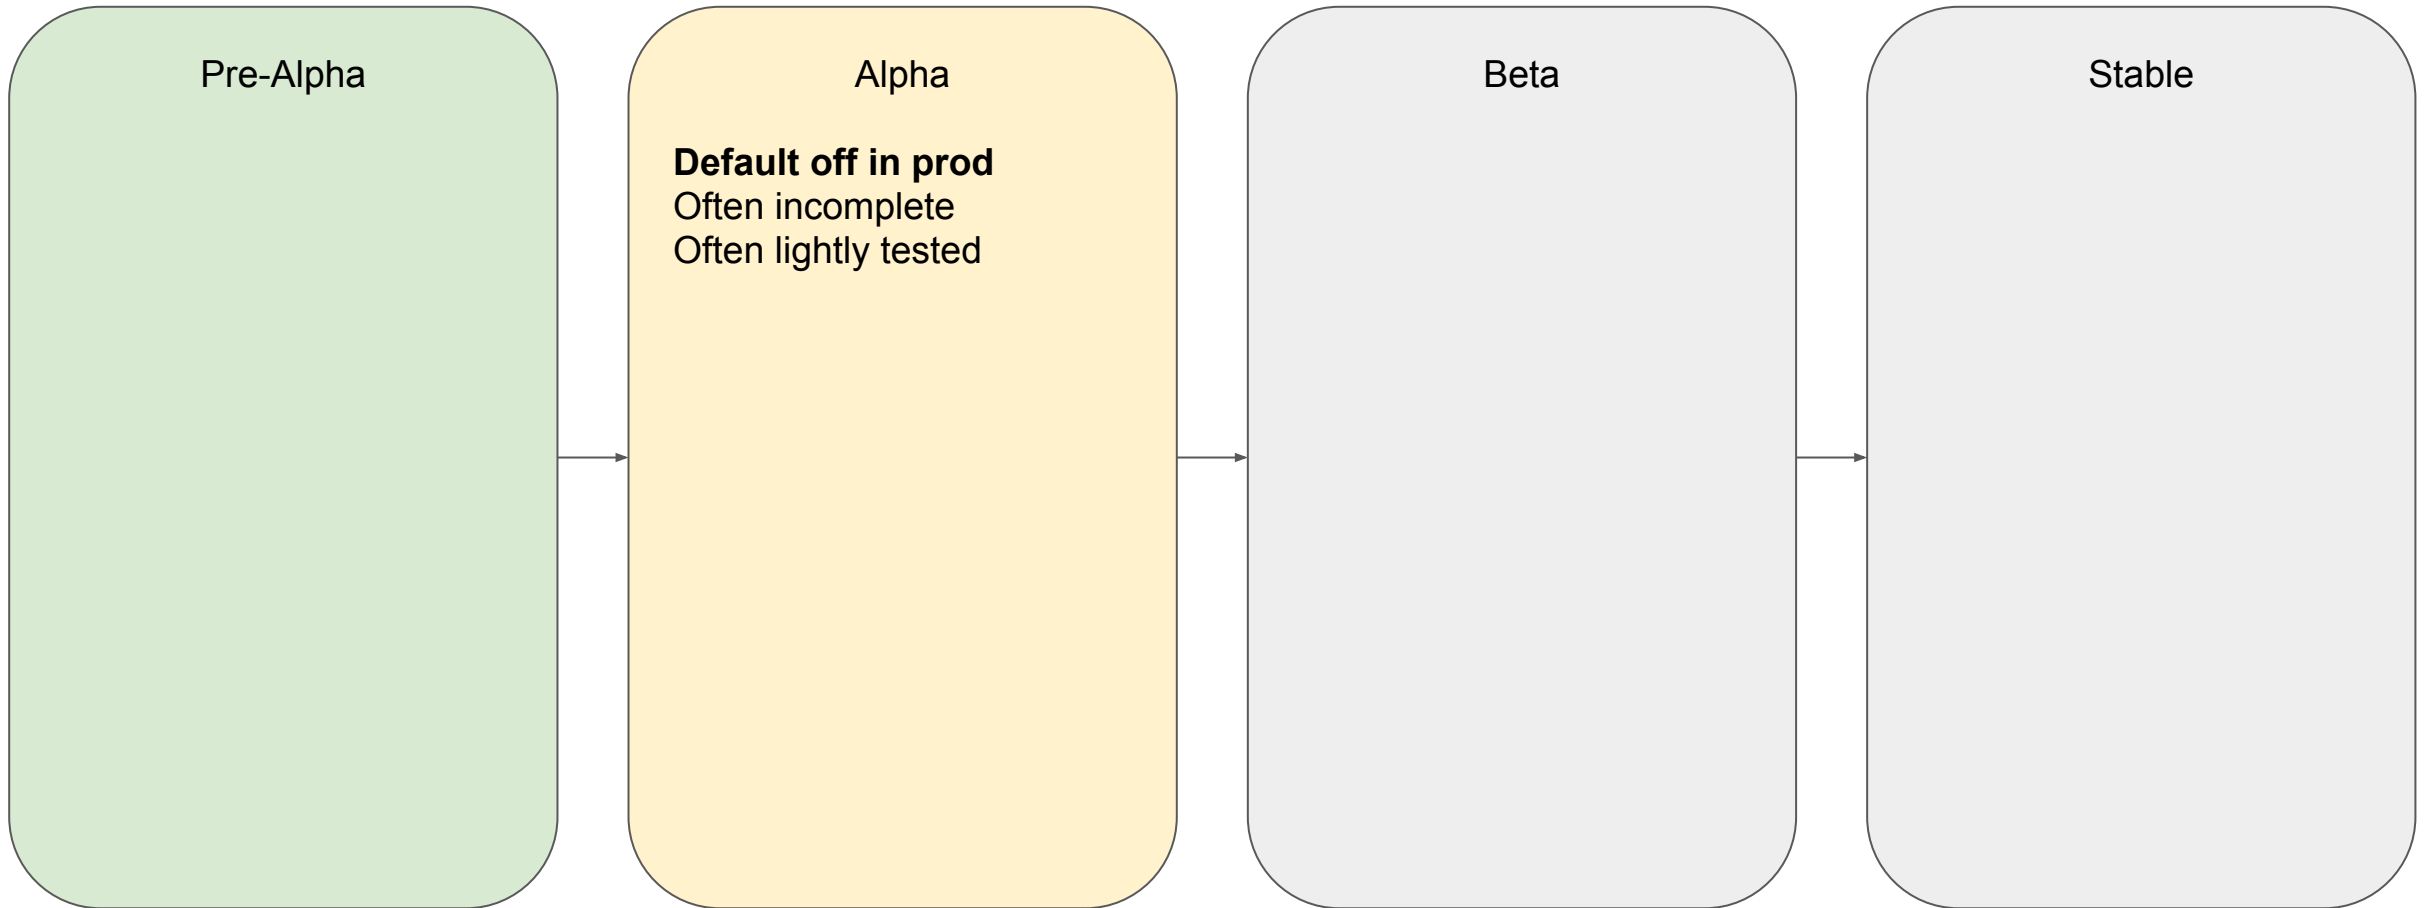 Pre-Alpha
Alpha
Default off in prod
Often incomplete
Often lightly tested
Beta
Stable